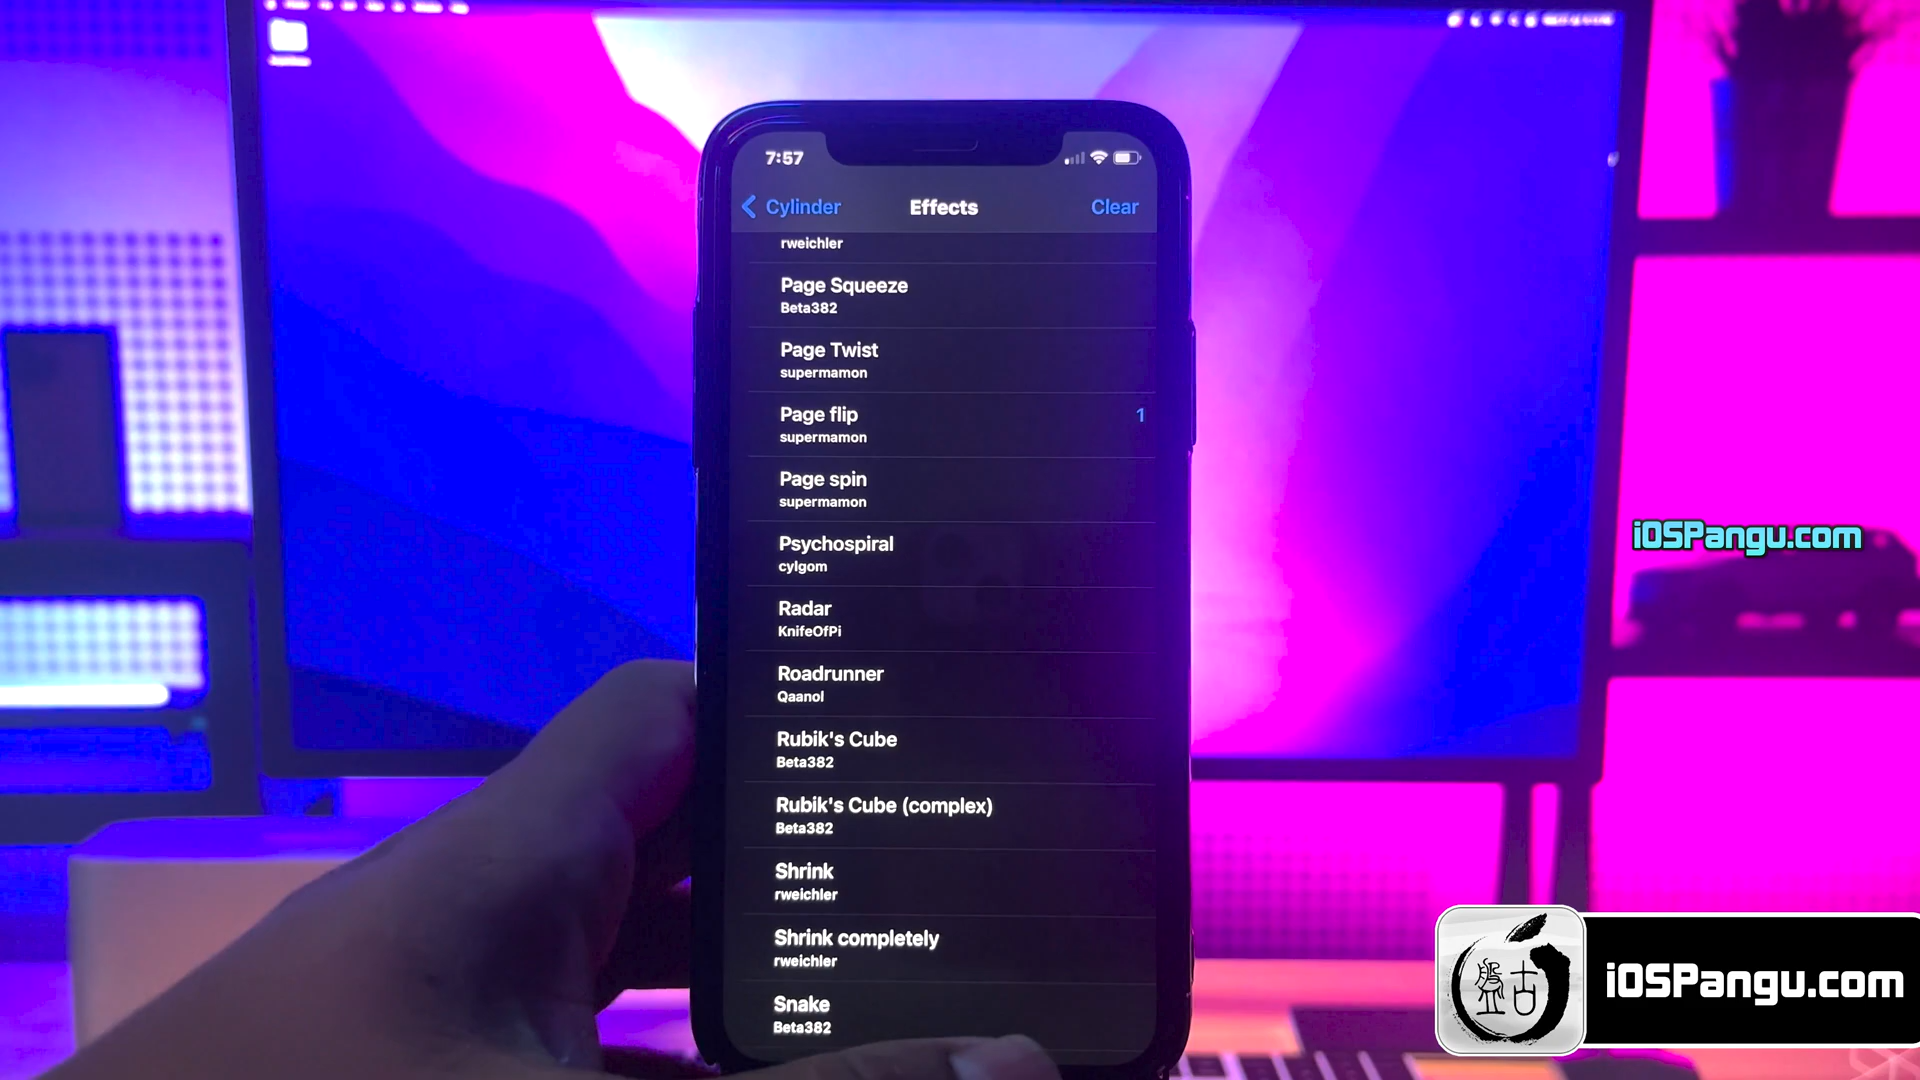 7:57
Cylinder
Effects
Clear
rweichler
Page Squeeze
Beta382
Page Twist
supermamon
Page flip
1
supermamon
Page spin
supermamon
Psychospiral
cylgom
Radar
KnifeOfPi
Roadrunner
Qaanol
Rubik's Cube
Beta382
Rubik's Cube (complex)
Beta382
Shrink
rweichler
Shrink completely
rweichler
Snake
Beta382
iOSPangu.com
盤古
iOSPangu.com